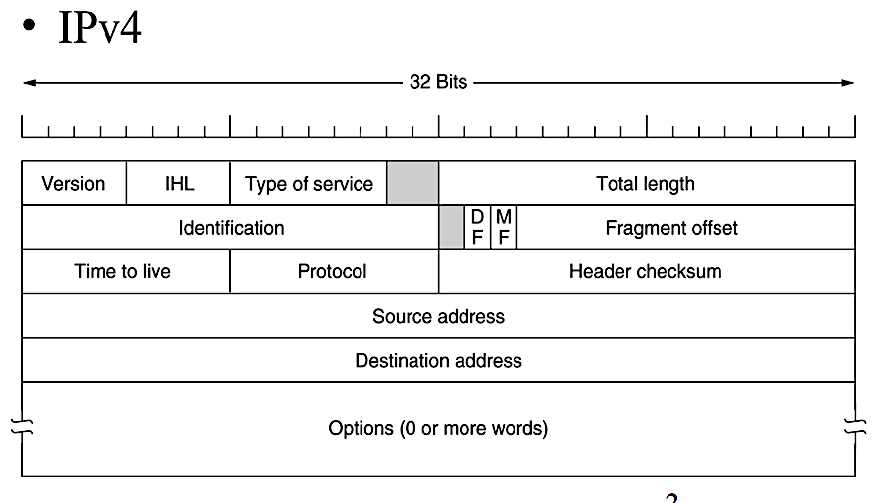 • IPv4
32 Bits
Version IHL Type of service Total length
Identification D F M F Fragment offset
Time to live Protocol Header checksum
Source address
Destination address
Options (0 or more words)